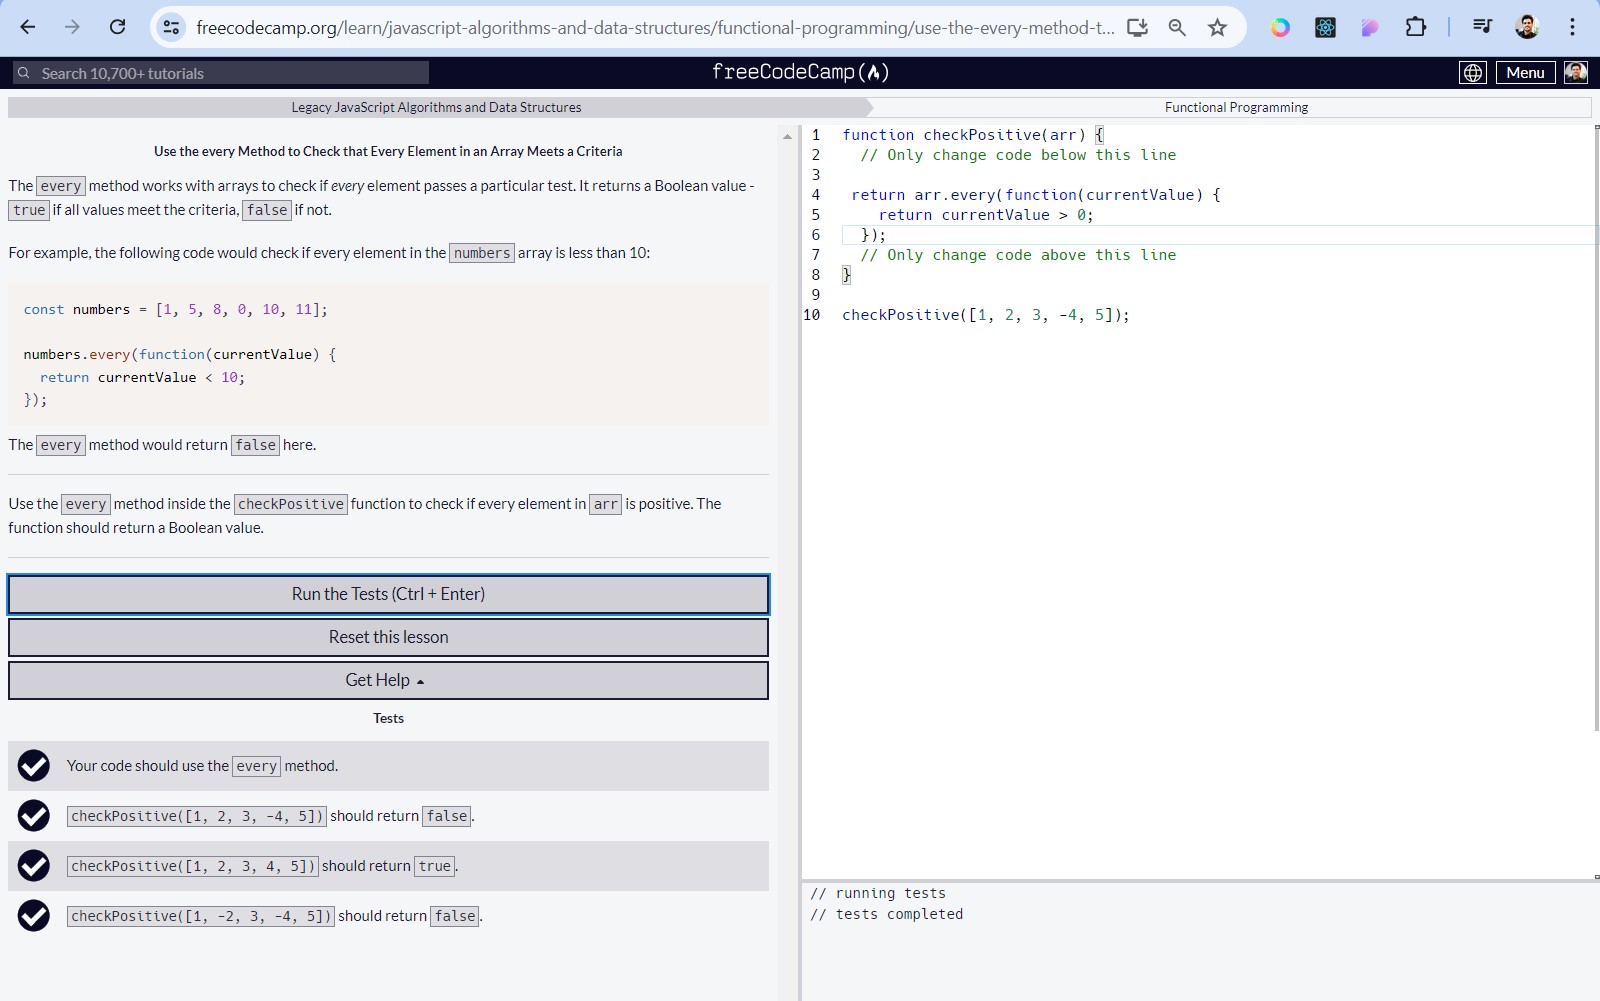 freecodecamp.org/learn/javascript-algorithms-and-data-structures/functional-programming/use-the-every-method-t...
Search 10,700+ tutorials
freeCodeCamp
Menu
Legacy JavaScript Algorithms and Data Structures
Functional Programming
Use the every Method to Check that Every Element in an Array Meets a Criteria
The every method works with arrays to check if every element passes a particular test. It returns a Boolean value -
true if all values meet the criteria, false if not.
For example, the following code would check if every element in the numbers array is less than 10:
const numbers = [1, 5, 8, 0, 10, 11];
numbers.every(function(currentValue) {
return currentValue < 10;
});
The every method would return false here.
Use the every method inside the checkPositive function to check if every element in arr is positive. The
function should return a Boolean value.
Run the Tests (Ctrl + Enter)
Reset this lesson
Get Help
Tests
Your code should use the every method.
checkPositive([1, 2, 3, -4, 5]) should return false.
checkPositive([1, 2, 3, 4, 5]) should return true.
checkPositive([1, -2, 3, -4, 5]) should return false.
1 function checkPositive(arr) {
2 // Only change code below this line
3
4 return arr.every(function(currentValue) {
5 return currentValue > 0;
6 });
7 // Only change code above this line
8 }
9
10 checkPositive([1, 2, 3, -4, 5]);
// running tests
// tests completed